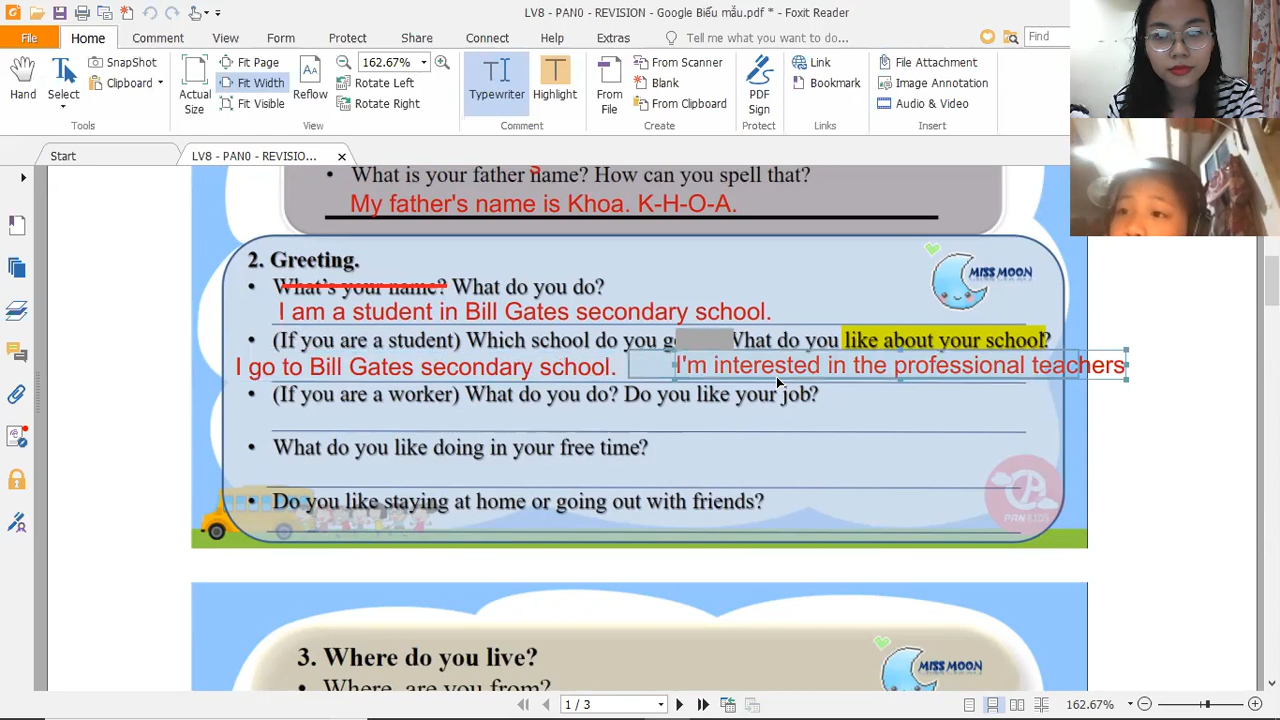 LV8 - PAN0 - REVISION - Google Biểu mẫu.pdf * - Foxit Reader
File Home Comment View Form Protect Share Connect Help Extras Tell me what you want to do... Find
Hand
Select
SnapShot
Clipboard
Tools
Actual Size
Fit Page
Fit Width
Fit Visible
Reflow
162.67%
Rotate Left
Rotate Right
View
Typewriter
Highlight
Comment
From File
From Scanner
Blank
From Clipboard
Create
PDF Sign
Protect
Link
Bookmark
Links
File Attachment
Image Annotation
Audio & Video
Insert
Start
LV8 - PAN0 - REVISIO...
• What is your father name? How can you spell that?
s
My father's name is Khoa. K-H-O-A.
2. Greeting.
MISS MOON
• What's your name? What do you do?
I am a student in Bill Gates secondary school.
• (If you are a student) Which school do you What do you like about your school?
I go to Bill Gates secondary school. I'm interested in the professional teachers
• (If you are a worker) What do you do? Do you like your job?
• What do you like doing in your free time?
• Do you like staying at home or going out with friends?
3. Where do you live?
MISS MOON
• Where are you from?
1 / 3
162.67%